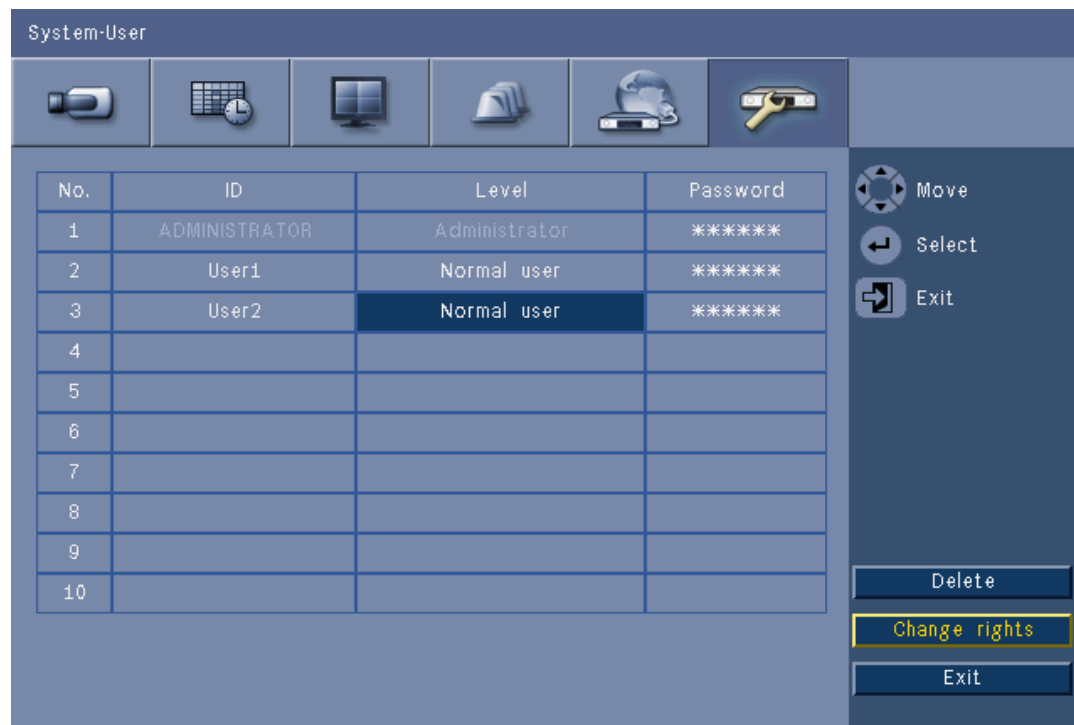 System-User
No. ID Level Password
1 ADMINISTRATOR Administrator ******
2 User1 Normal user ******
3 User2 Normal user ******
4
5
6
7
8
9
10
Move
Select
Exit
Delete
Change rights
Exit